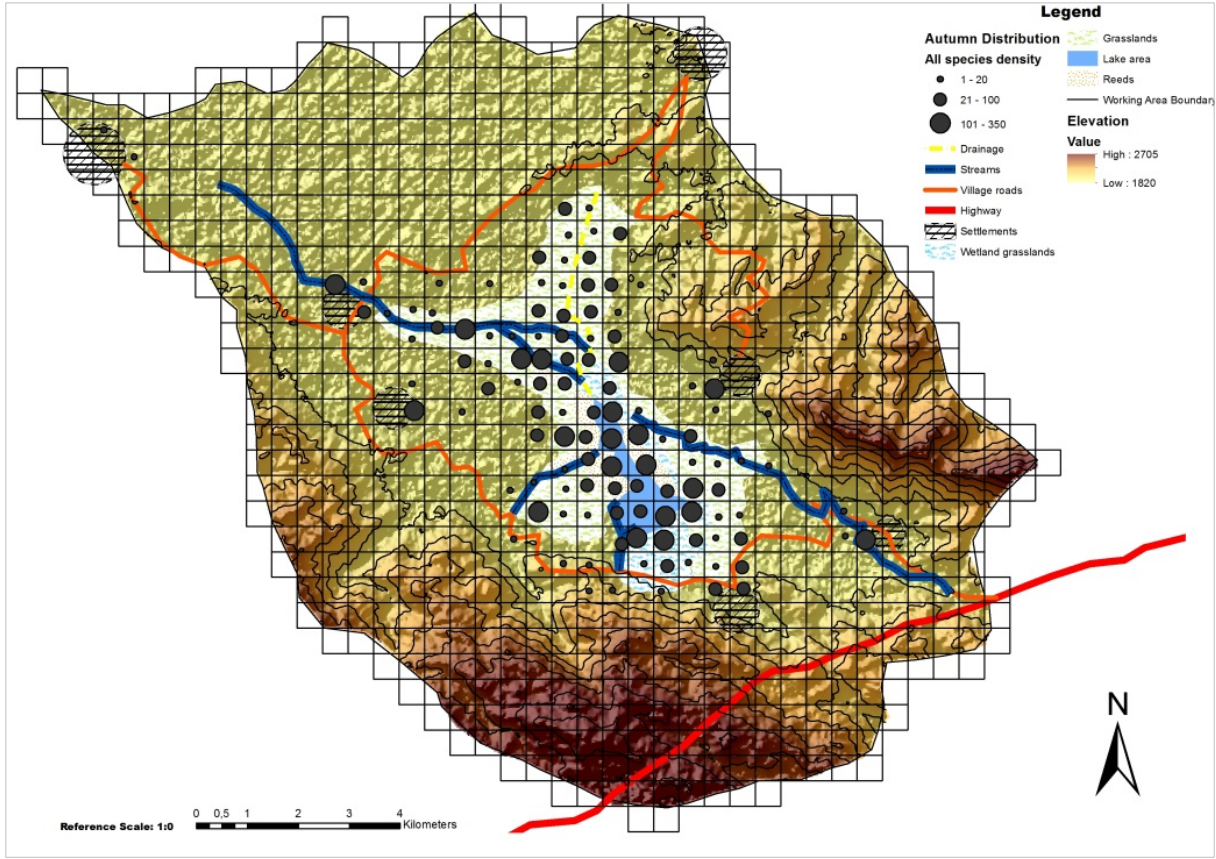 Legend
Autumn Distribution
All species density
1 - 20
21 - 100
101 - 350
Drainage
Streams
Village roads
Highway
Settlements
Wetland grasslands
Grasslands
Lake area
Reeds
Working Area Boundary
Elevation
Value
High : 2705
Low : 1820
N
0 0,5 1 2 3 4
Kilometers
Reference Scale: 1:0